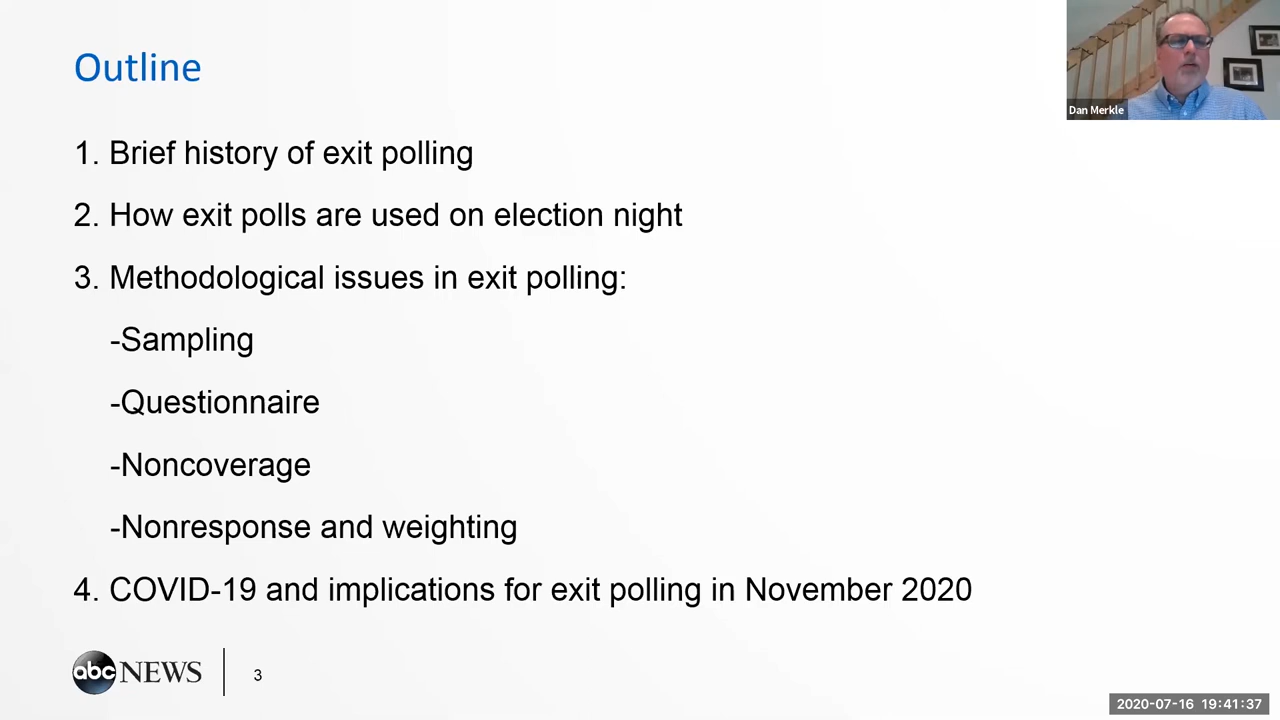 Outline
Dan Merkle
1. Brief history of exit polling
2. How exit polls are used on election night
3. Methodological issues in exit polling:
-Sampling
-Questionnaire
-Noncoverage
-Nonresponse and weighting
4. COVID-19 and implications for exit polling in November 2020
abc NEWS
3
2020-07-16 19:41:37